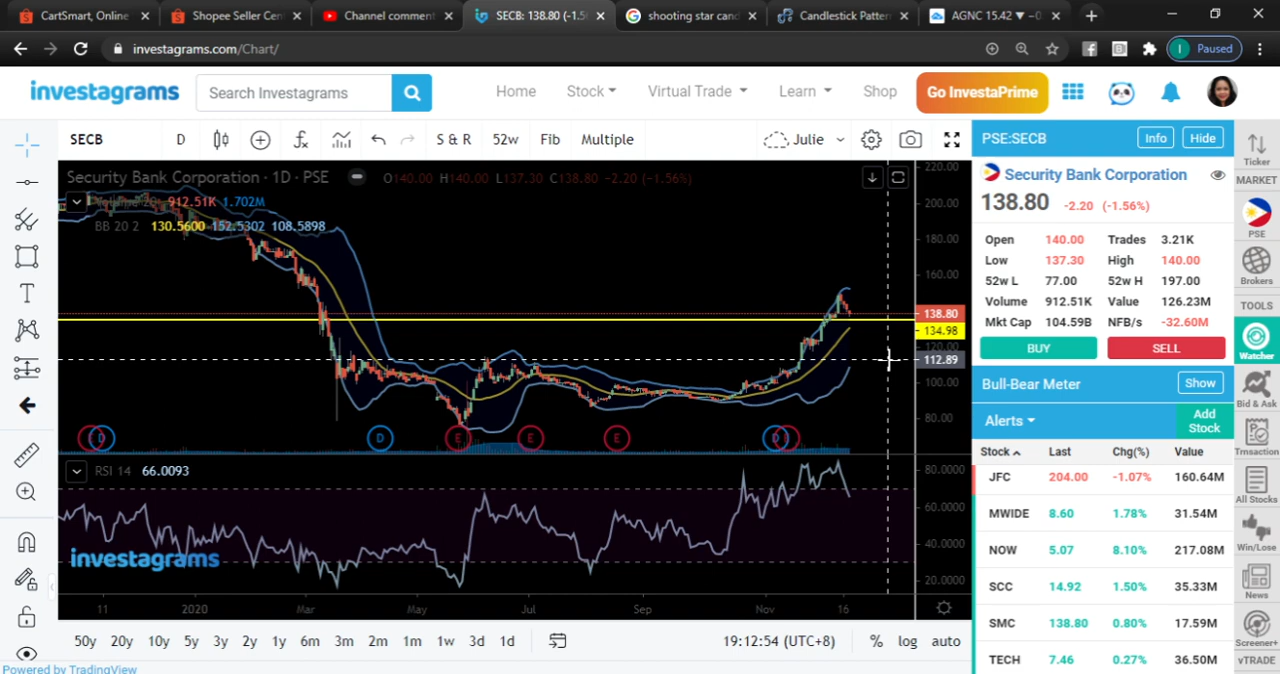 CartSmart, Online
Shopee Seller Cen
Channel comment
SECB: 138.80 (-1.5
shooting star cand
Candlestick Patter
AGNC 15.42 ▼ −0
investagrams.com/Chart/
Paused
investagrams
Search Investagrams
Home
Stock
Virtual Trade
Learn
Shop
Go InvestaPrime
SECB
D
S & R
52w
Fib
Multiple
Julie
Security Bank Corporation · 1D · PSE
O140.00 H140.00 L137.30 C138.80 -2.20 (-1.56%)
Volume 20 912.51K 1.702M
BB 20 2 130.5600 152.5302 108.5898
220.00
200.00
180.00
160.00
138.80
134.98
120.00
112.89
100.00
80.00
D
E
E
E
D
E
RSI 14 66.0093
80.0000
60.0000
40.0000
20.0000
investagrams
11
2020
Mar
May
Jul
Sep
Nov
16
50y 20y 10y 5y 3y 2y 1y 6m 3m 2m 1m 1w 3d 1d
19:12:54 (UTC+8)
% log auto
Powered by TradingView
PSE:SECB
Info
Hide
Security Bank Corporation
138.80 -2.20 (-1.56%)
Open 140.00 Trades 3.21K
Low 137.30 High 140.00
52w L 77.00 52w H 197.00
Volume 912.51K Value 126.23M
Mkt Cap 104.59B NFB/s -32.60M
BUY
SELL
Bull-Bear Meter
Show
Alerts
Add
Stock
Stock Last Chg(%) Value
JFC 204.00 -1.07% 160.64M
MWIDE 8.60 1.78% 31.54M
NOW 5.07 8.10% 217.08M
SCC 14.92 1.50% 35.33M
SMC 138.80 0.80% 17.59M
TECH 7.46 0.27% 36.50M
Ticker
MARKET
PSE
Brokers
TOOLS
Watcher
Bid & Ask
Trnsaction
All Stocks
Win/Lose
News
Screener+
vTRADE